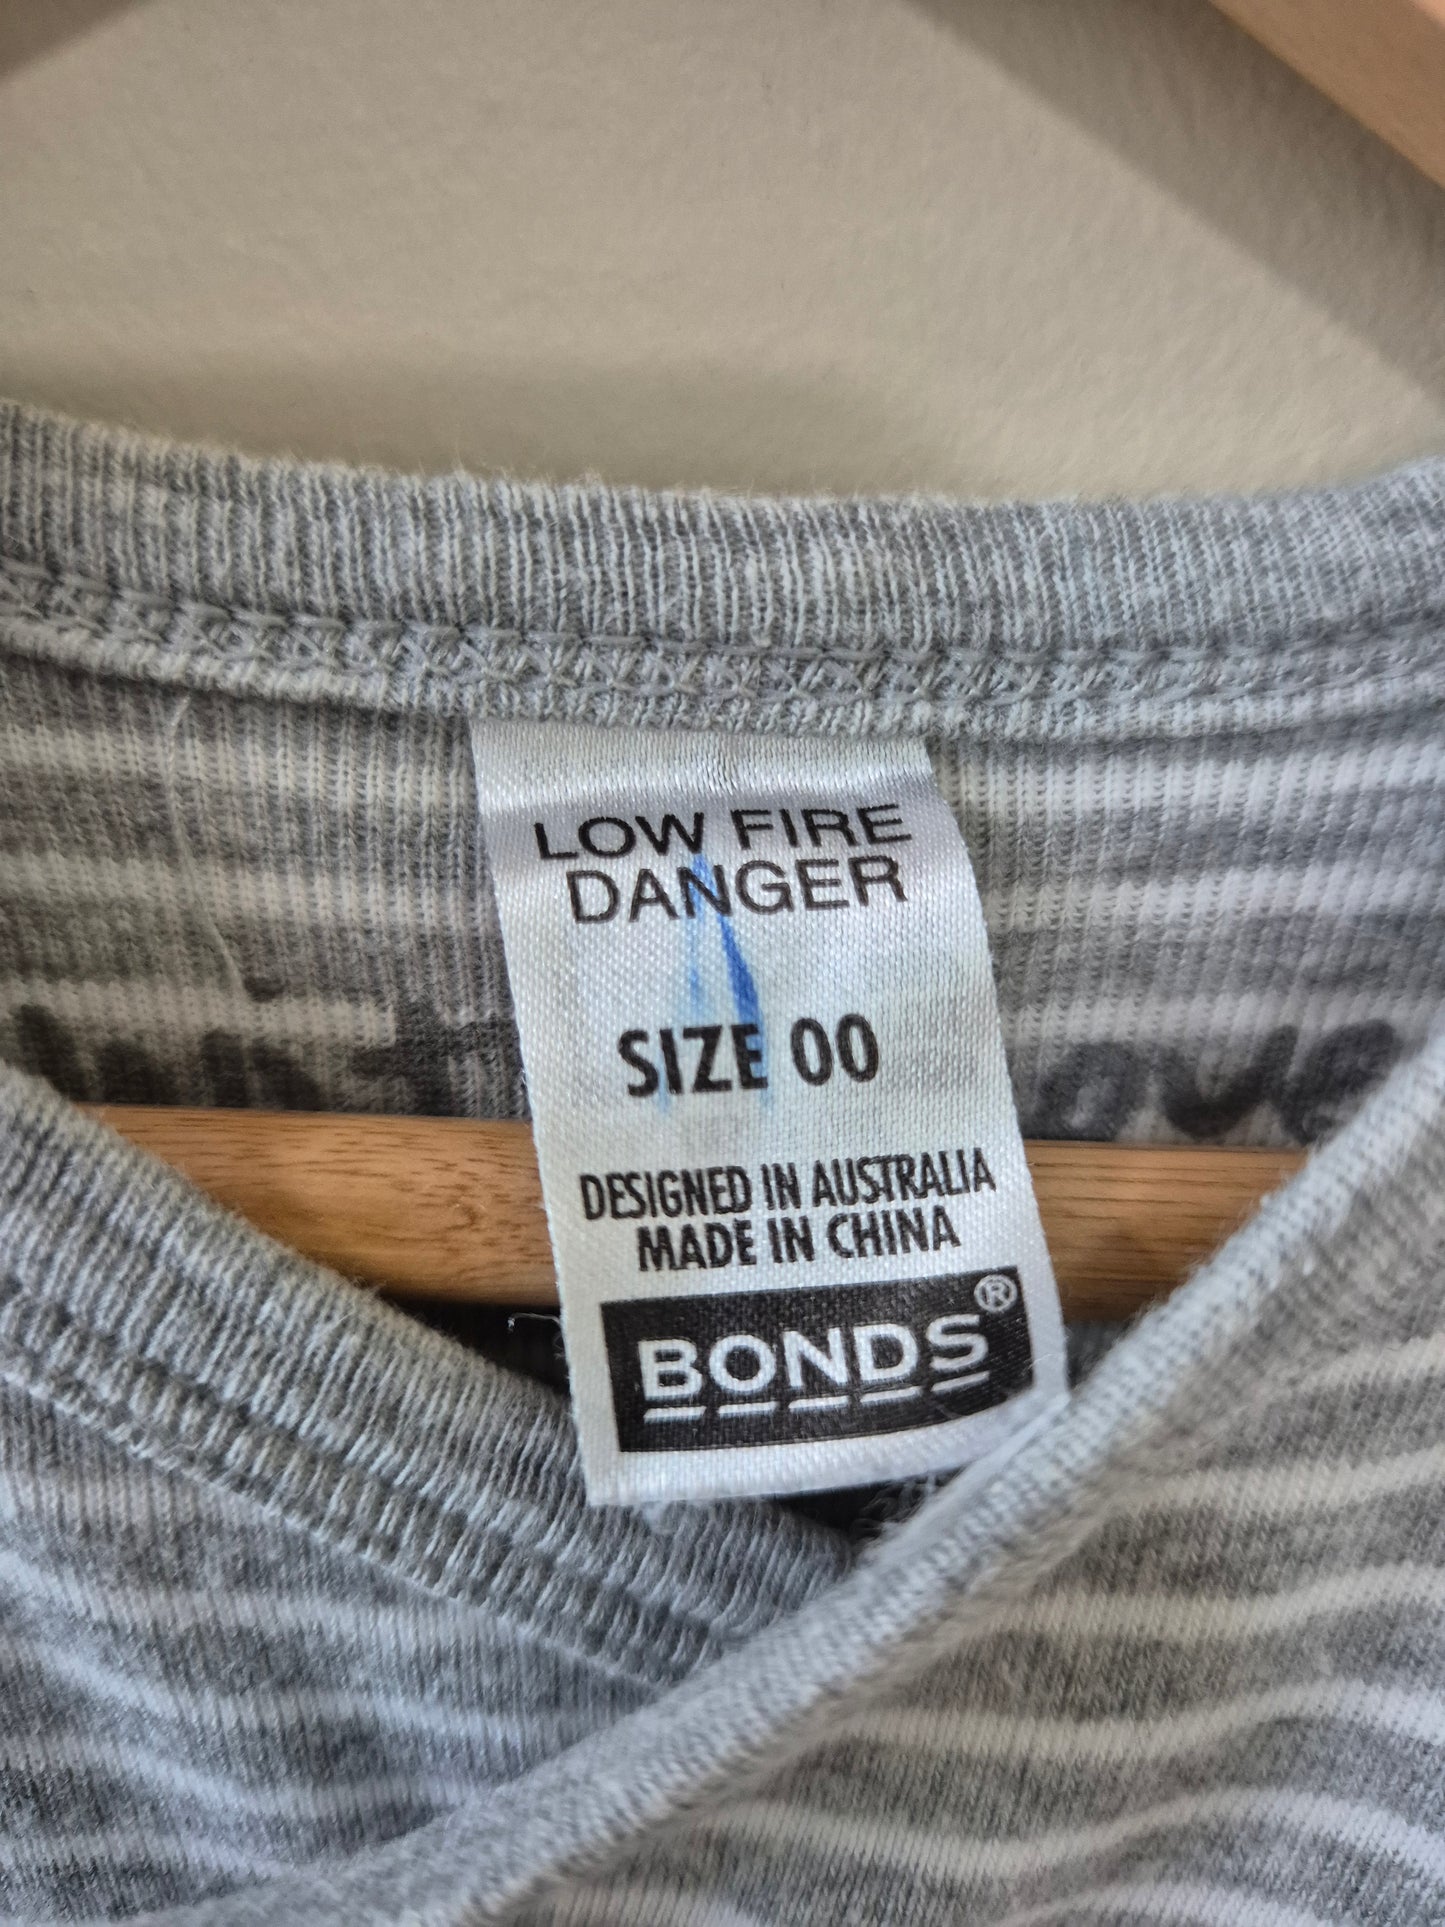 LOW FIRE
DANGER
SIZE 00
DESIGNED IN AUSTRALIA
MADE IN CHINA
BONDS®